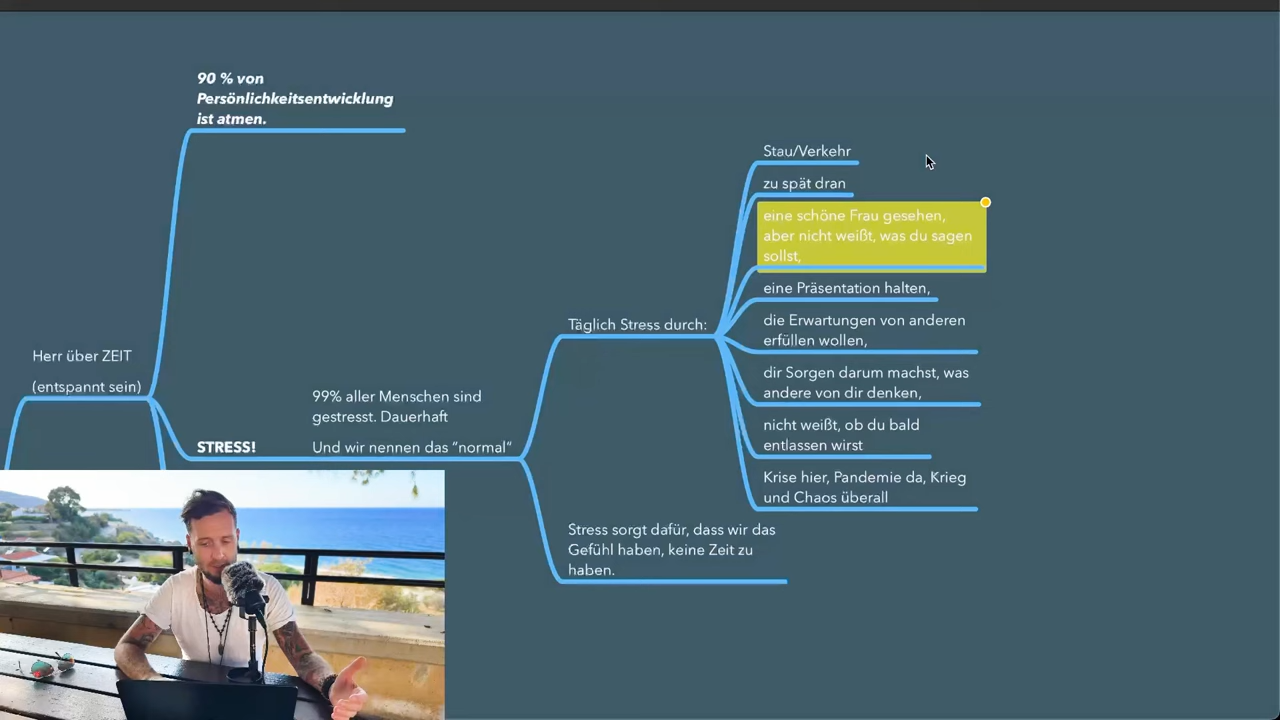 90 % von
Persönlichkeitsentwicklung
ist atmen.
Herr über ZEIT
(entspannt sein)
STRESS!
99% aller Menschen sind
gestresst. Dauerhaft
Und wir nennen das “normal”
Täglich Stress durch:
Stau/Verkehr
zu spät dran
eine schöne Frau gesehen,
aber nicht weißt, was du sagen
sollst,
eine Präsentation halten,
die Erwartungen von anderen
erfüllen wollen,
dir Sorgen darum machst, was
andere von dir denken,
nicht weißt, ob du bald
entlassen wirst
Krise hier, Pandemie da, Krieg
und Chaos überall
Stress sorgt dafür, dass wir das
Gefühl haben, keine Zeit zu
haben.